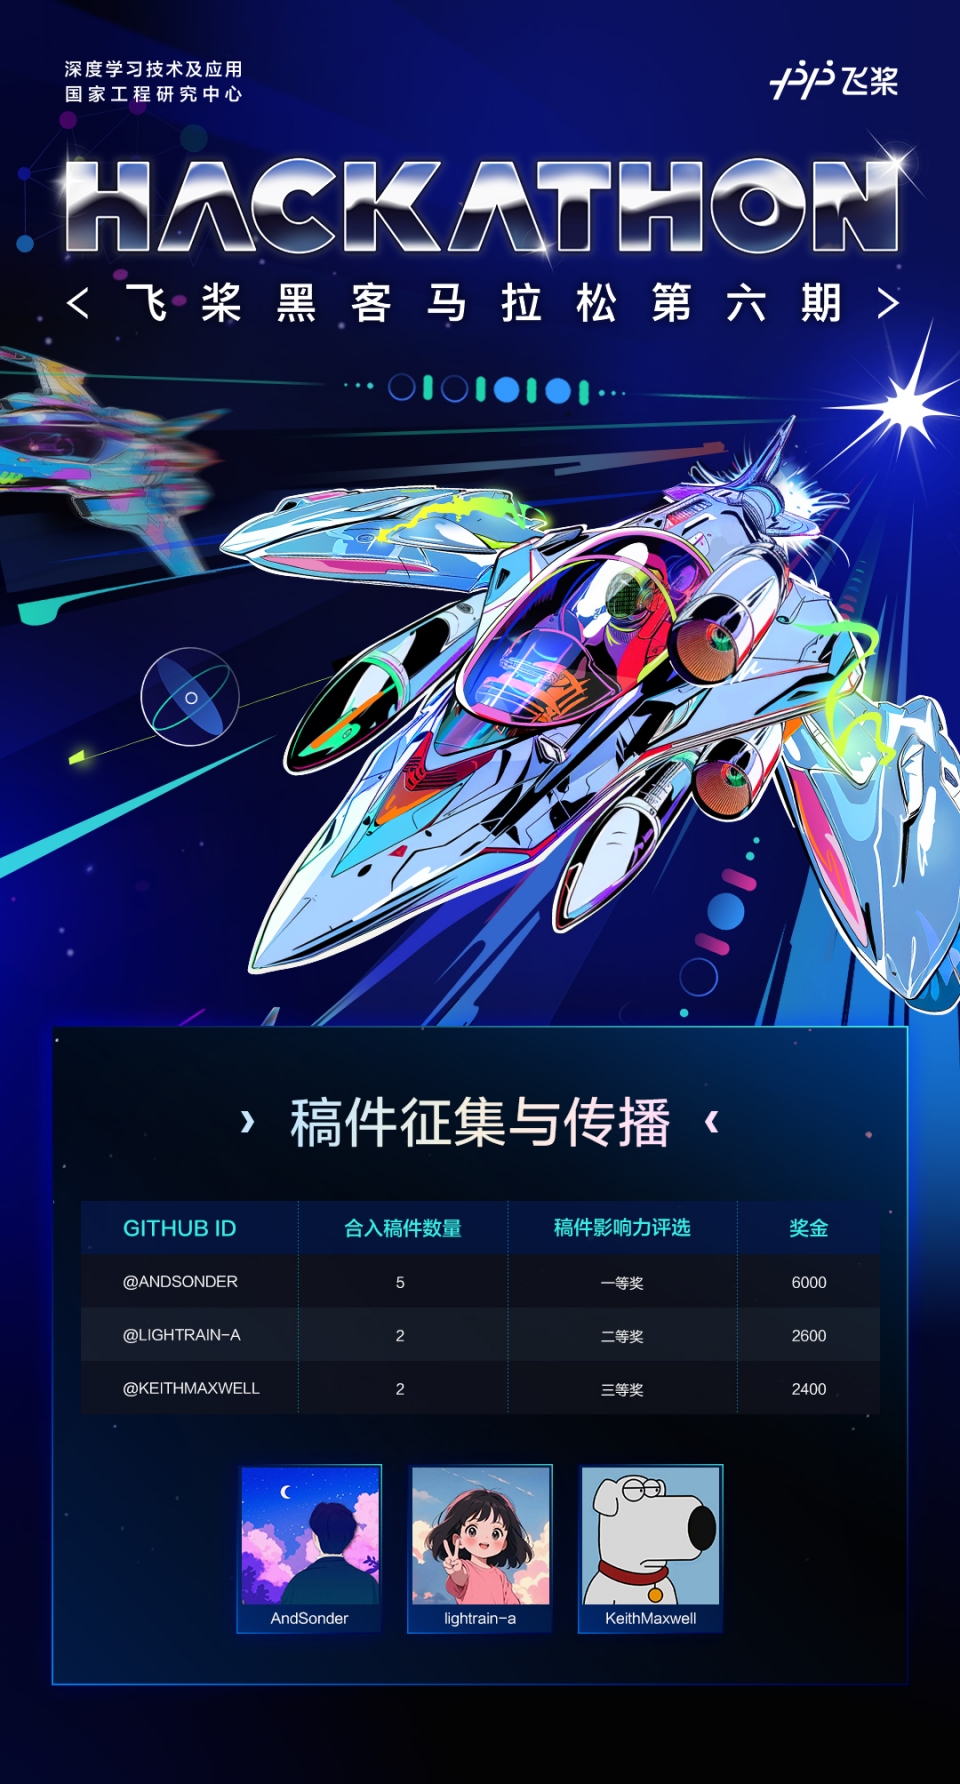 深度学习技术及应用
国家工程研究中心
飞桨
HACKATHON
< 飞桨黑客马拉松第六期 >
› 稿件征集与传播 ‹
GITHUB ID 合入稿件数量 稿件影响力评选 奖金
@ANDSONDER 5 一等奖 6000
@LIGHTRAIN-A 2 二等奖 2600
@KEITHMAXWELL 2 三等奖 2400
AndSonder lightrain-a KeithMaxwell